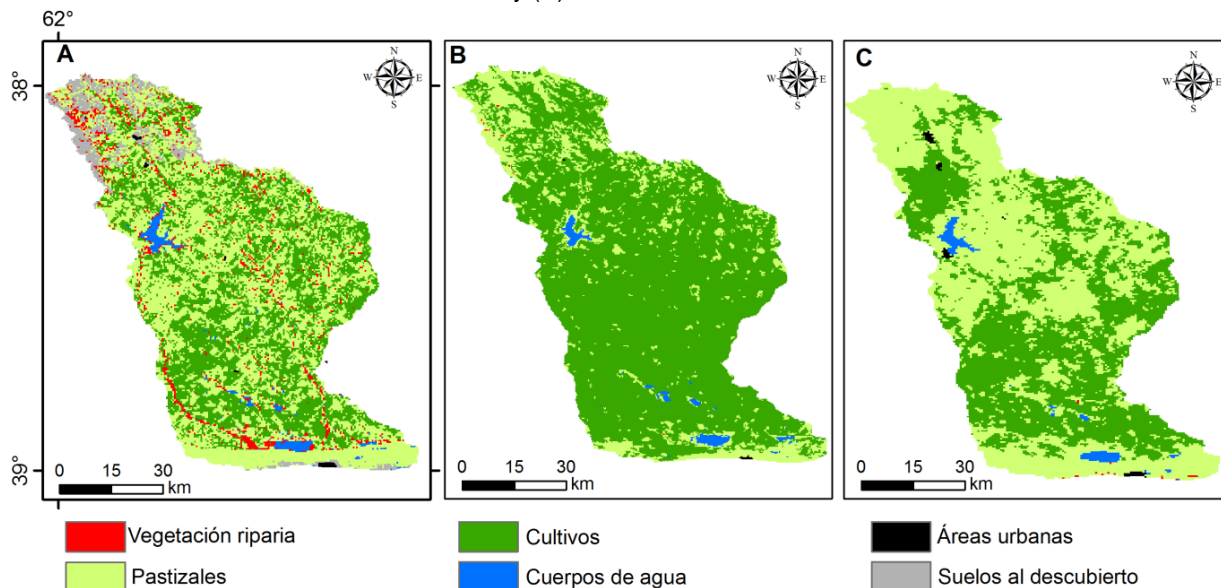 62°
A
N
W E
S
B
N
W E
S
C
N
W E
S
38°
39°
0 15 30
km
0 15 30
km
0 15 30
km
Vegetación riparia
Cultivos
Áreas urbanas
Pastizales
Cuerpos de agua
Suelos al descubierto